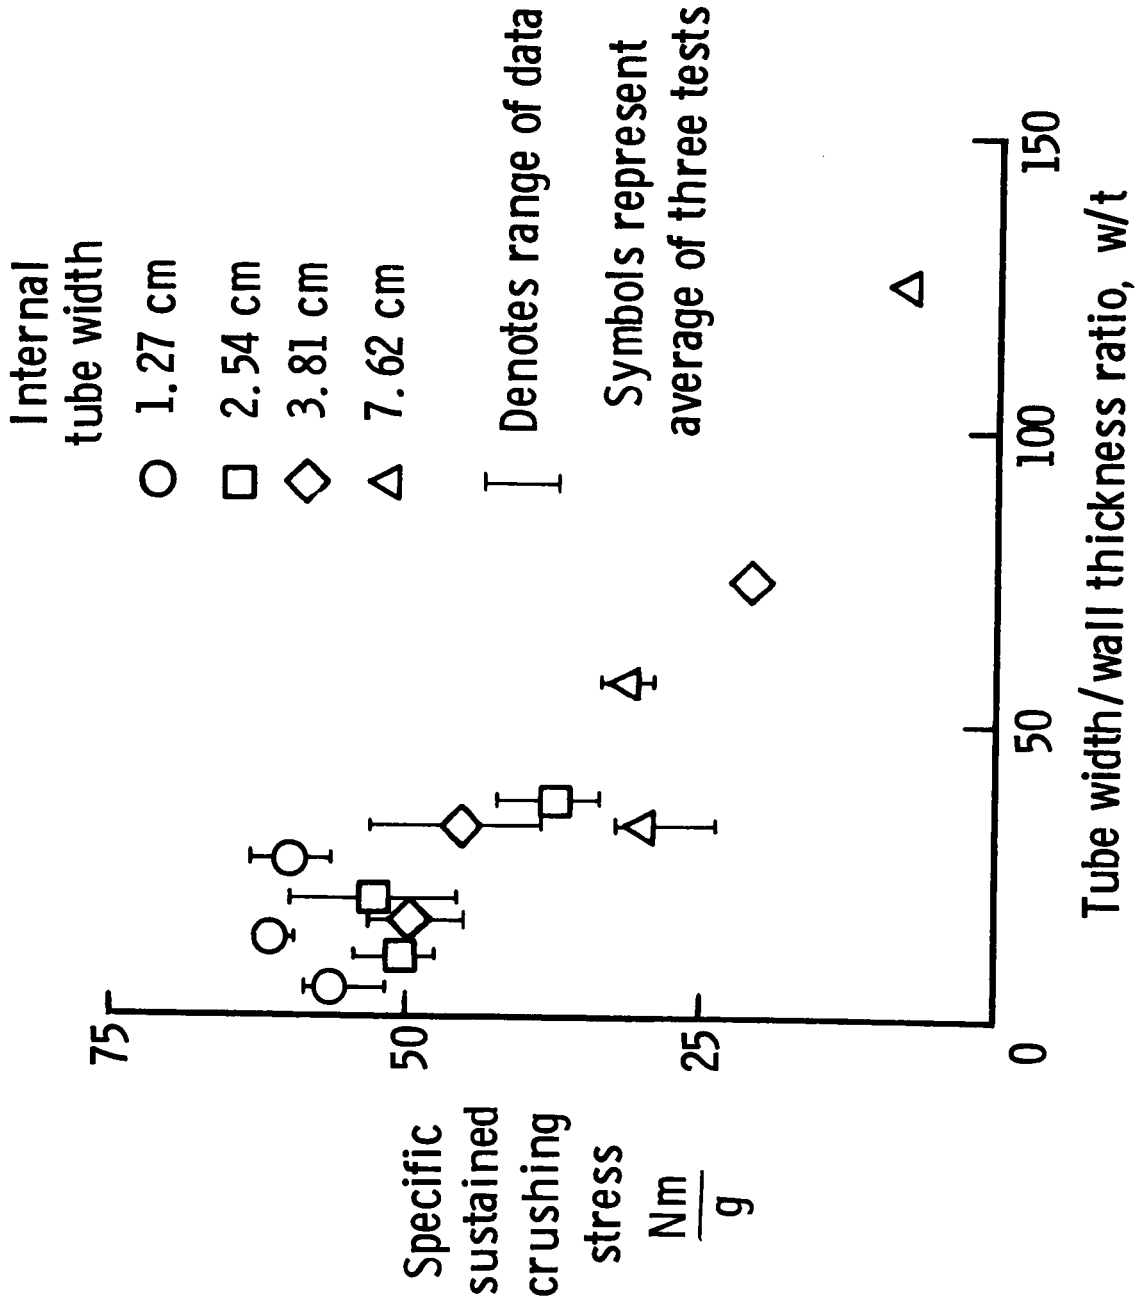 Internal
tube width
1.27 cm
2.54 cm
3.81 cm
7.62 cm
Denotes range of data
Symbols represent
average of three tests
75
50
25
0
50
100
150
Specific
sustained
crushing
stress
Nm
g
Tube width/wall thickness ratio, w/t